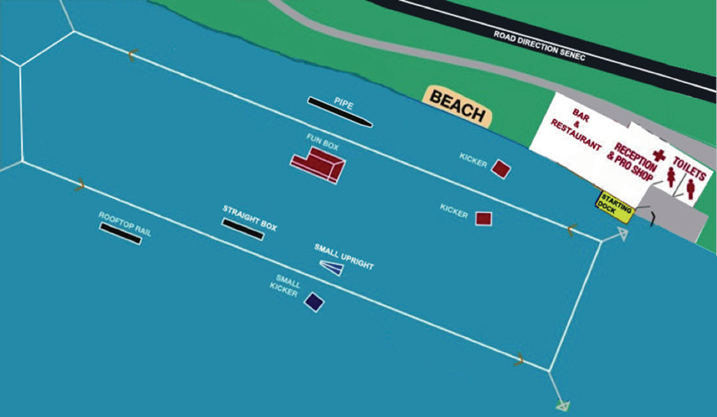 ROAD DIRECTION SENEC
PIPE
BEACH
BAR
&
RESTAURANT
RECEPTION
& PRO SHOP
TOILETS
FUN BOX
KICKER
KICKER
STARTING
DOCK
ROOFTOP RAIL
STRAIGHT BOX
SMALL UPRIGHT
SMALL
KICKER